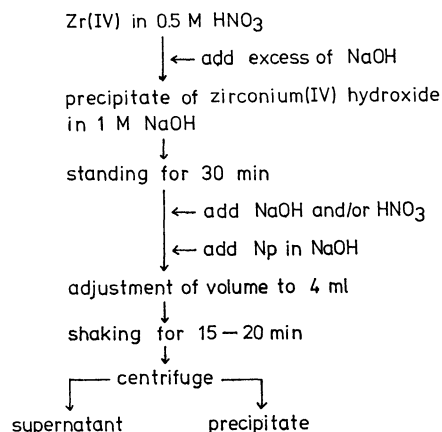 Zr(IV) in 0.5 M HNO₃
add excess of NaOH
precipitate of zirconium(IV) hydroxide
in 1 M NaOH
standing for 30 min
add NaOH and/or HNO₃
add Np in NaOH
adjustment of volume to 4 ml
shaking for 15–20 min
centrifuge
supernatant precipitate